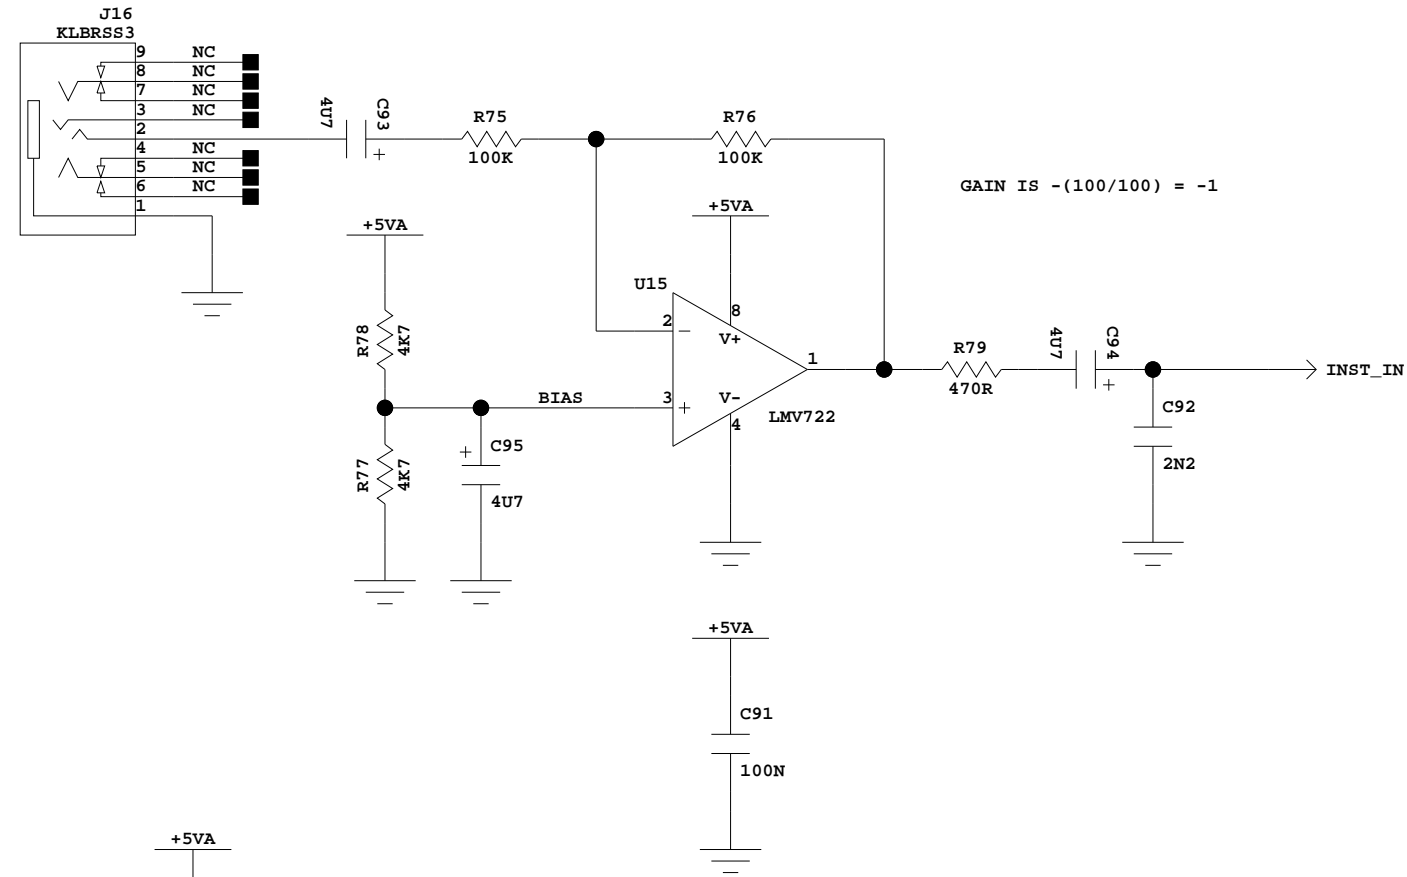 J16
KLBRSS3
9 NC
8 NC
7 NC
3 NC
2
4 NC
5 NC
6 NC
1
4U7
C93
+
R75
100K
R76
100K
GAIN IS -(100/100) = -1
+5VA
+5VA
R78
4K7
U15
8
2 -
V+
1
R79
470R
4U7
C94
+
INST_IN
BIAS
3 +
V-
4
LMV722
C92
2N2
R77
4K7
+
C95
4U7
+5VA
C91
100N
+5VA